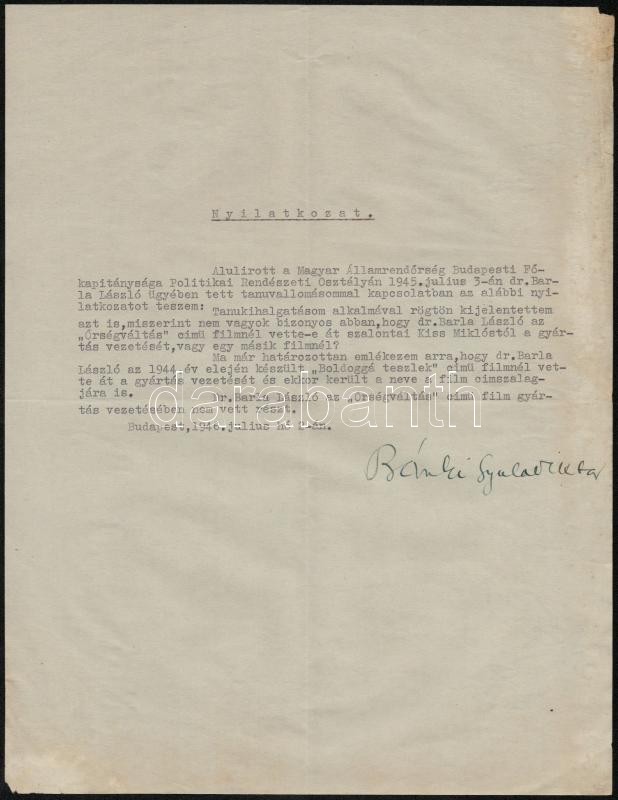 Nyilatkozat.
Alulirott a Magyar Államrendőrség Budapesti Fő-
kapitánysága Politikai Rendészeti Osztályán 1945.julius 3-án dr.Bar-
la László ügyében tett tanuvallomásommal kapcsolatban az alábbi nyi-
latkozatot teszem:
Tanukihalgatásom alkalmával rögtön kijelentettem
azt is,miszerint nem vagyok bizonyos abban,hogy dr.Barla László az
„Őrségváltás" cimü filmnél vette-e át szalontai Kiss Miklóstól a gyár-
tás vezetését,vagy egy másik filmnél?
Ma már határozottan emlékezem arra,hogy dr.Barla
László az 1944.év elején készült „Boldoggá teszlek" cimü filmnél vet-
te át a gyártás vezetését és ekkor került a neve a film cimszalag-
jára is.
Dr.Barla László az „Őrségváltás" cimü film gyár-
tás vezetésében nem vett részt.
Budapest,1946.julius hó -án.
Gyula
darabanth